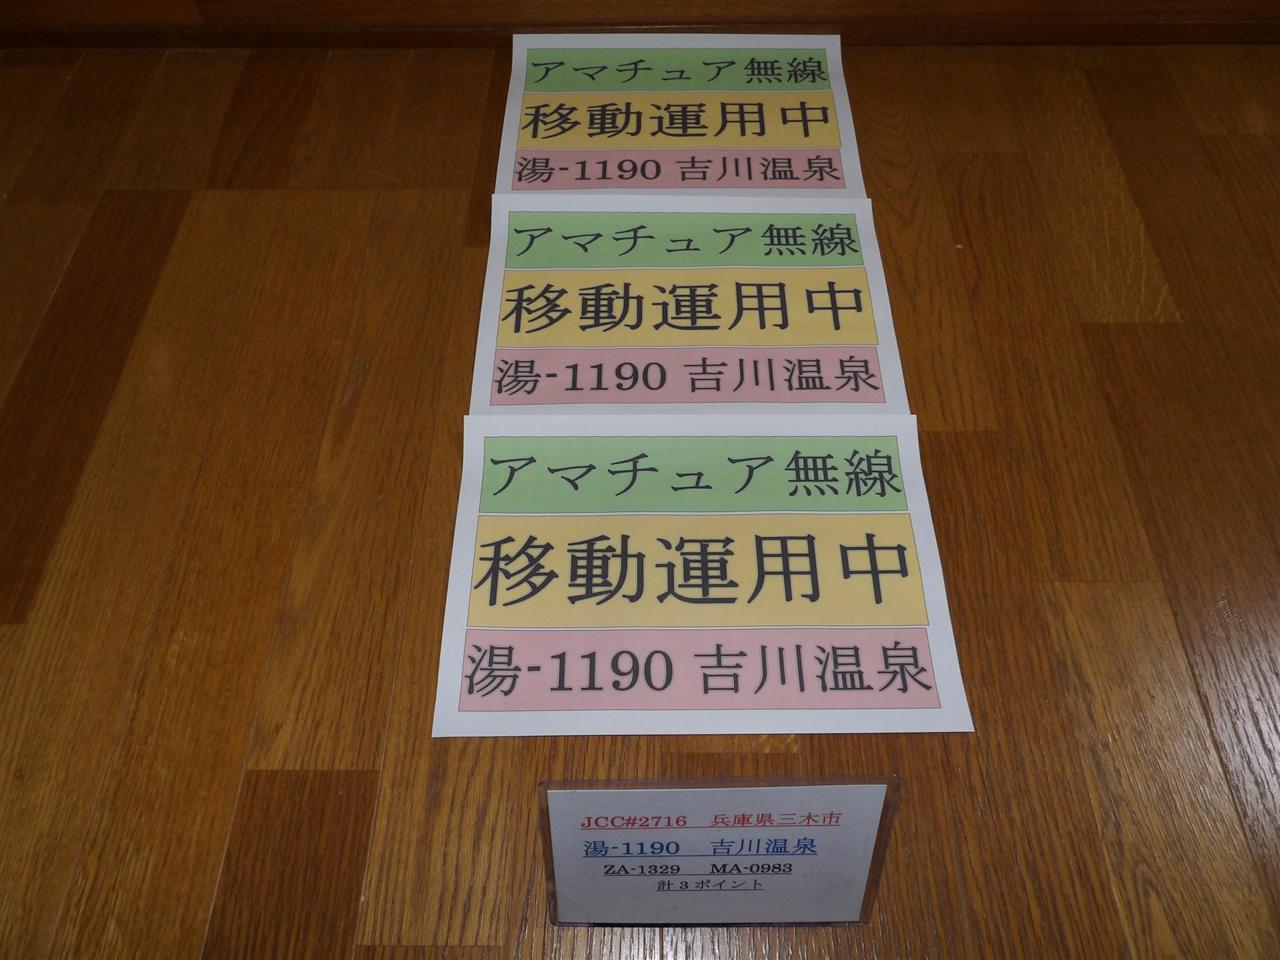 アマチュア無線
移動運用中
湯-1190 吉川温泉
アマチュア無線
移動運用中
湯-1190 吉川温泉
アマチュア無線
移動運用中
湯-1190 吉川温泉
JCC#2716 兵庫県三木市
湯-1190 吉川温泉
ZA-1329 MA-0983
計3ポイント